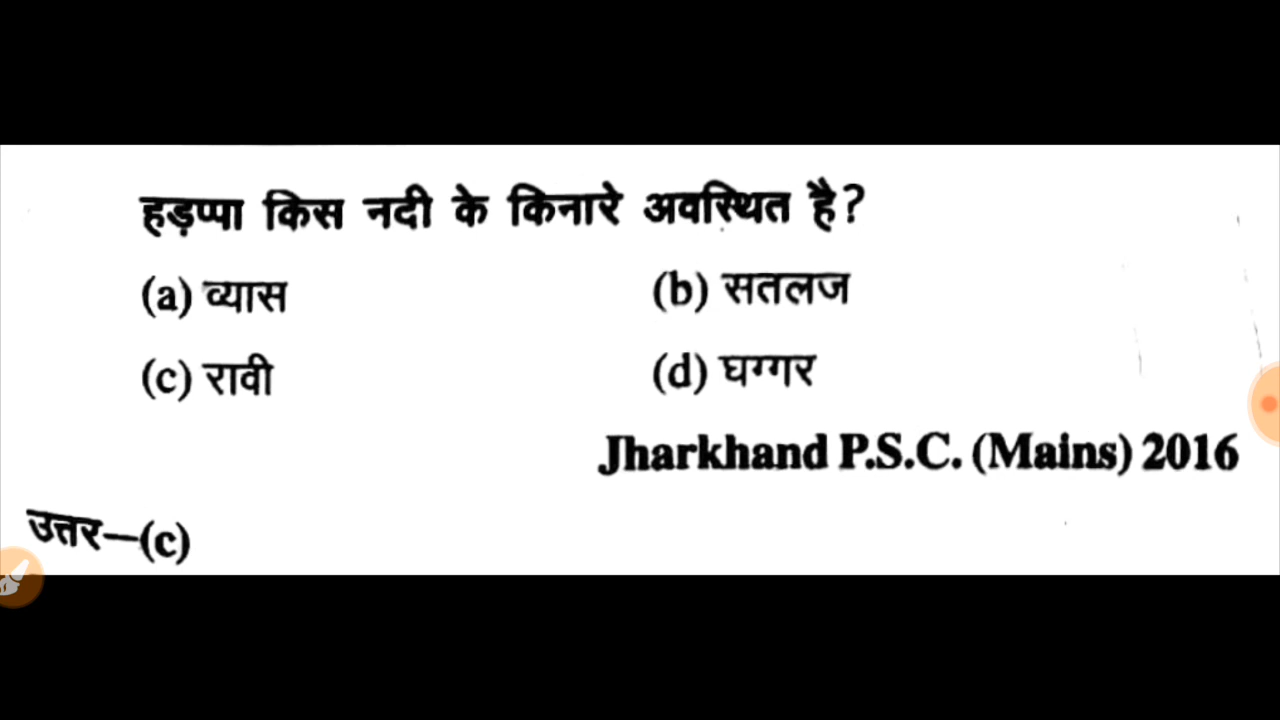 हड़प्पा किस नदी के किनारे अवस्थित है?
(a) व्यास (b) सतलज
(c) रावी (d) घग्गर
Jharkhand P.S.C. (Mains) 2016
उत्तर–(c)